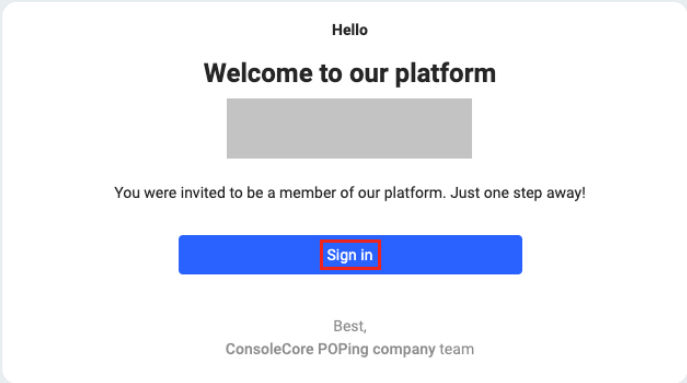 Hello
Welcome to our platform
You were invited to be a member of our platform. Just one step away!
Sign in
Best,
ConsoleCore POPing company team